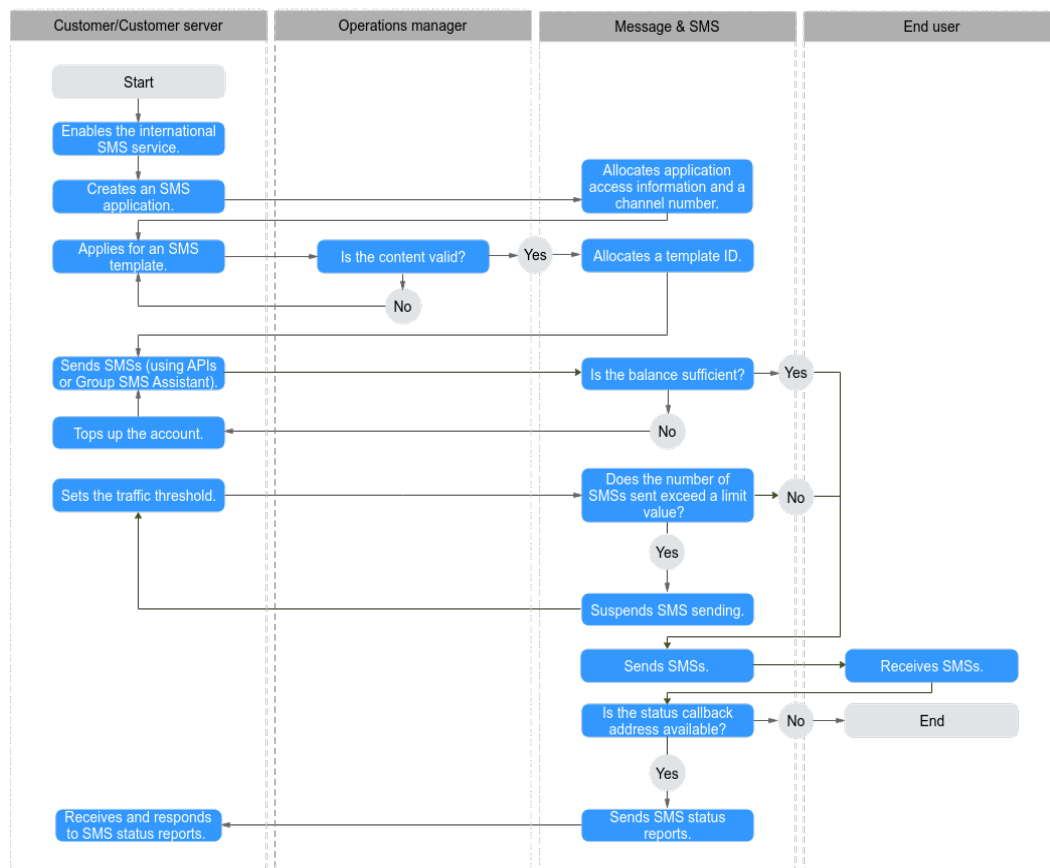 Customer/Customer server
Operations manager
Message & SMS
End user
Start
Enables the international
SMS service.
Creates an SMS
application.
Allocates application
access information and a
channel number.
Applies for an SMS
template.
Is the content valid?
Yes
Allocates a template ID.
No
Sends SMSs (using APIs
or Group SMS Assistant).
Is the balance sufficient?
Yes
Tops up the account.
No
Sets the traffic threshold.
Does the number of
SMSs sent exceed a limit
value?
No
Yes
Suspends SMS sending.
Sends SMSs.
Receives SMSs.
Is the status callback
address available?
No
End
Yes
Receives and responds
to SMS status reports.
Sends SMS status
reports.